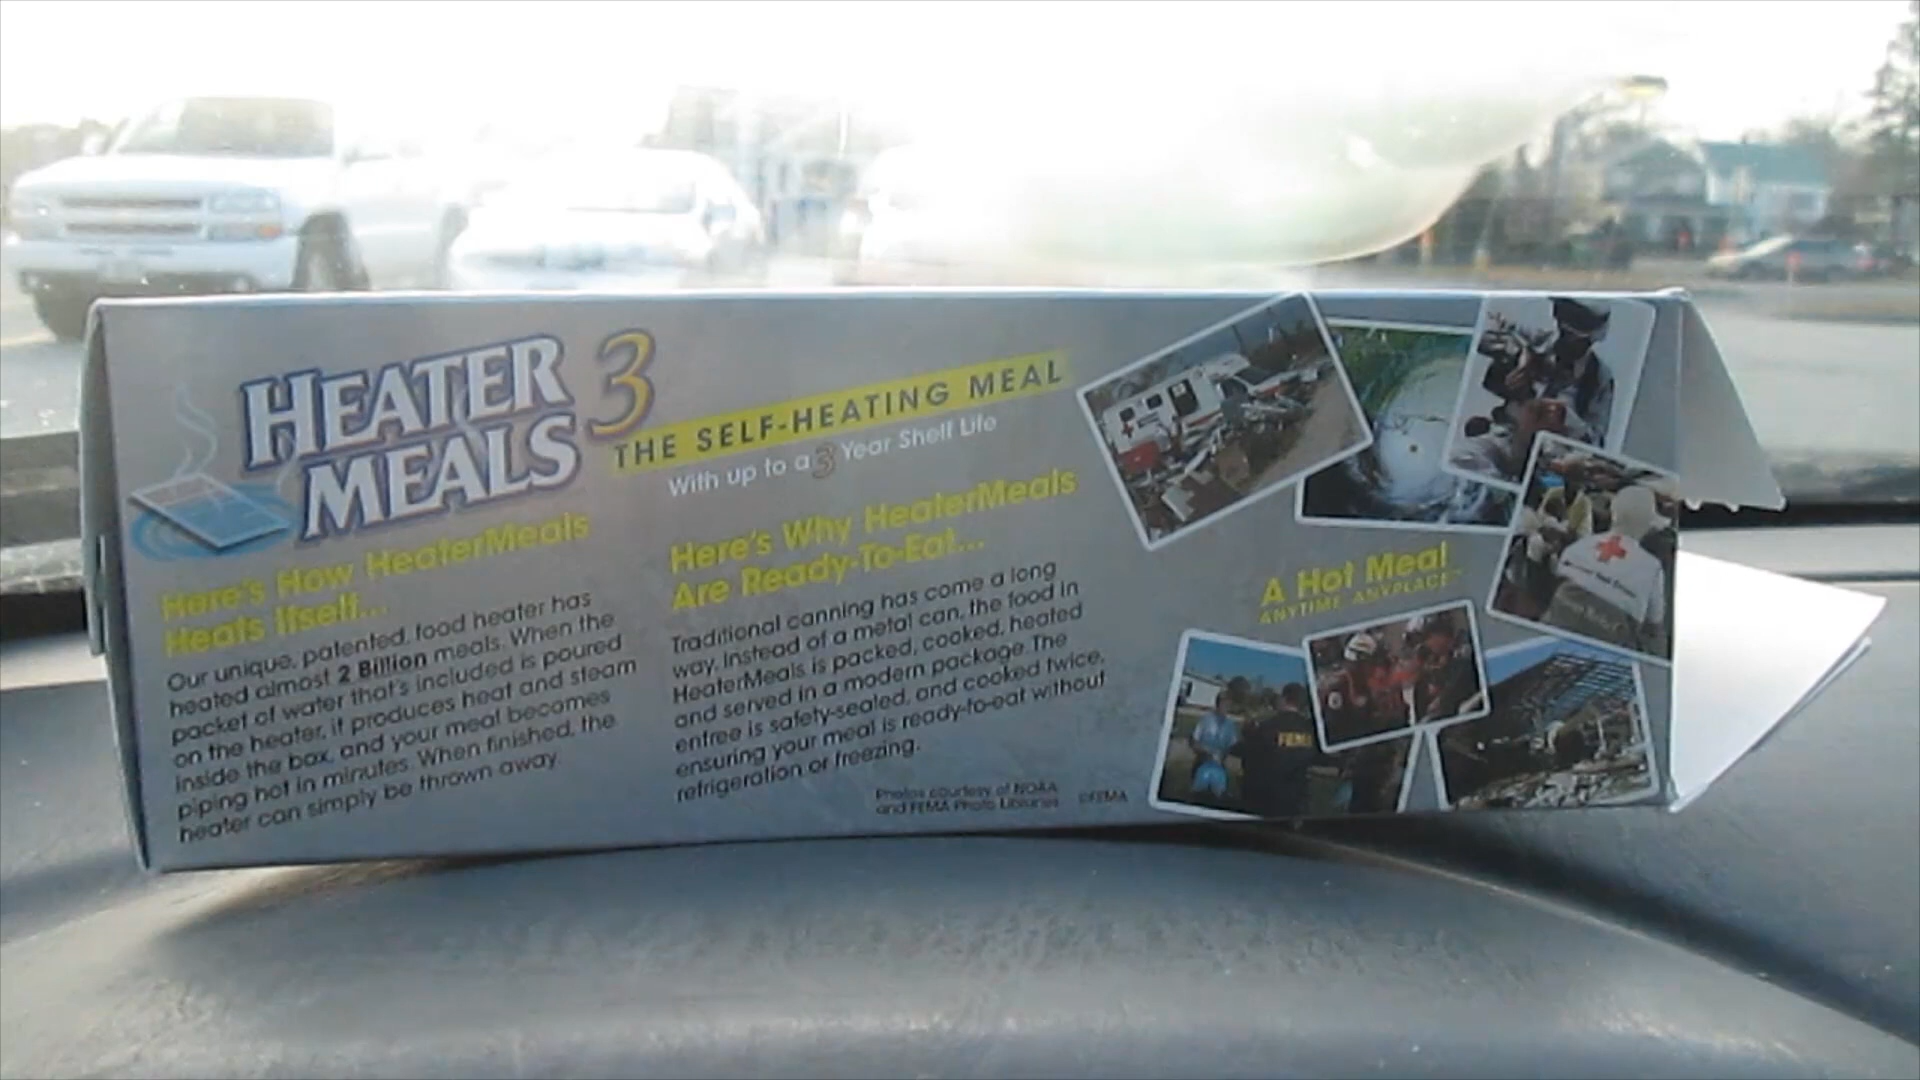 HEATER 3
MEALS
THE SELF-HEATING MEAL
With up to a 3 Year Shelf Life
Here's How HeaterMeals
Heats Itself...
Our unique, patented, food heater has
heated almost 2 Billion meals. When the
packet of water that's included is poured
on the heater, it produces heat and steam
inside the box, and your meal becomes
piping hot in minutes. When finished, the
heater can simply be thrown away.
Here's Why HeaterMeals
Are Ready-To-Eat...
Traditional canning has come a long
way. Instead of a metal can, the food in
HeaterMeals is packed, cooked, heated
and served in a modern package. The
entree is safety-sealed, and cooked twice,
ensuring your meal is ready-to-eat without
refrigeration or freezing.
Photos courtesy of NOAA
and FEMA Photo Libraries ©FEMA
A Hot Meal
ANYTIME ANYPLACE™
FEMA